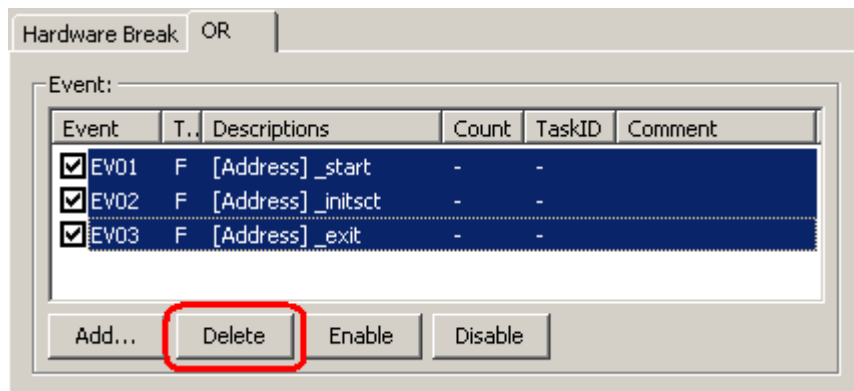 Hardware Break OR
Event:
Event T.. Descriptions Count TaskID Comment
EV01 F [Address] _start - -
EV02 F [Address] _initsct - -
EV03 F [Address] _exit - -
Add... Delete Enable Disable